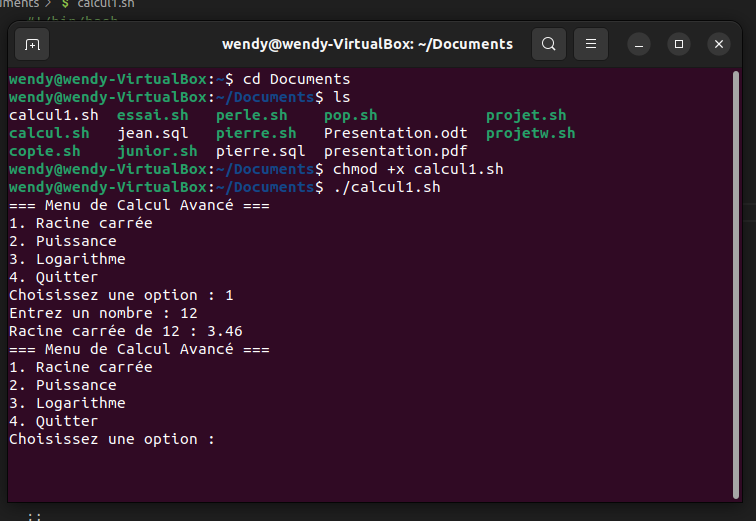 uments > $ calcul1.sh
#!/bin/bash
wendy@wendy-VirtualBox: ~/Documents
wendy@wendy-VirtualBox:~$ cd Documents
wendy@wendy-VirtualBox:~/Documents$ ls
calcul1.sh essai.sh perle.sh pop.sh projet.sh
calcul.sh jean.sql pierre.sh Presentation.odt projetw.sh
copie.sh junior.sh pierre.sql presentation.pdf
wendy@wendy-VirtualBox:~/Documents$ chmod +x calcul1.sh
wendy@wendy-VirtualBox:~/Documents$ ./calcul1.sh
=== Menu de Calcul Avancé ===
1. Racine carrée
2. Puissance
3. Logarithme
4. Quitter
Choisissez une option : 1
Entrez un nombre : 12
Racine carrée de 12 : 3.46
=== Menu de Calcul Avancé ===
1. Racine carrée
2. Puissance
3. Logarithme
4. Quitter
Choisissez une option :
;;